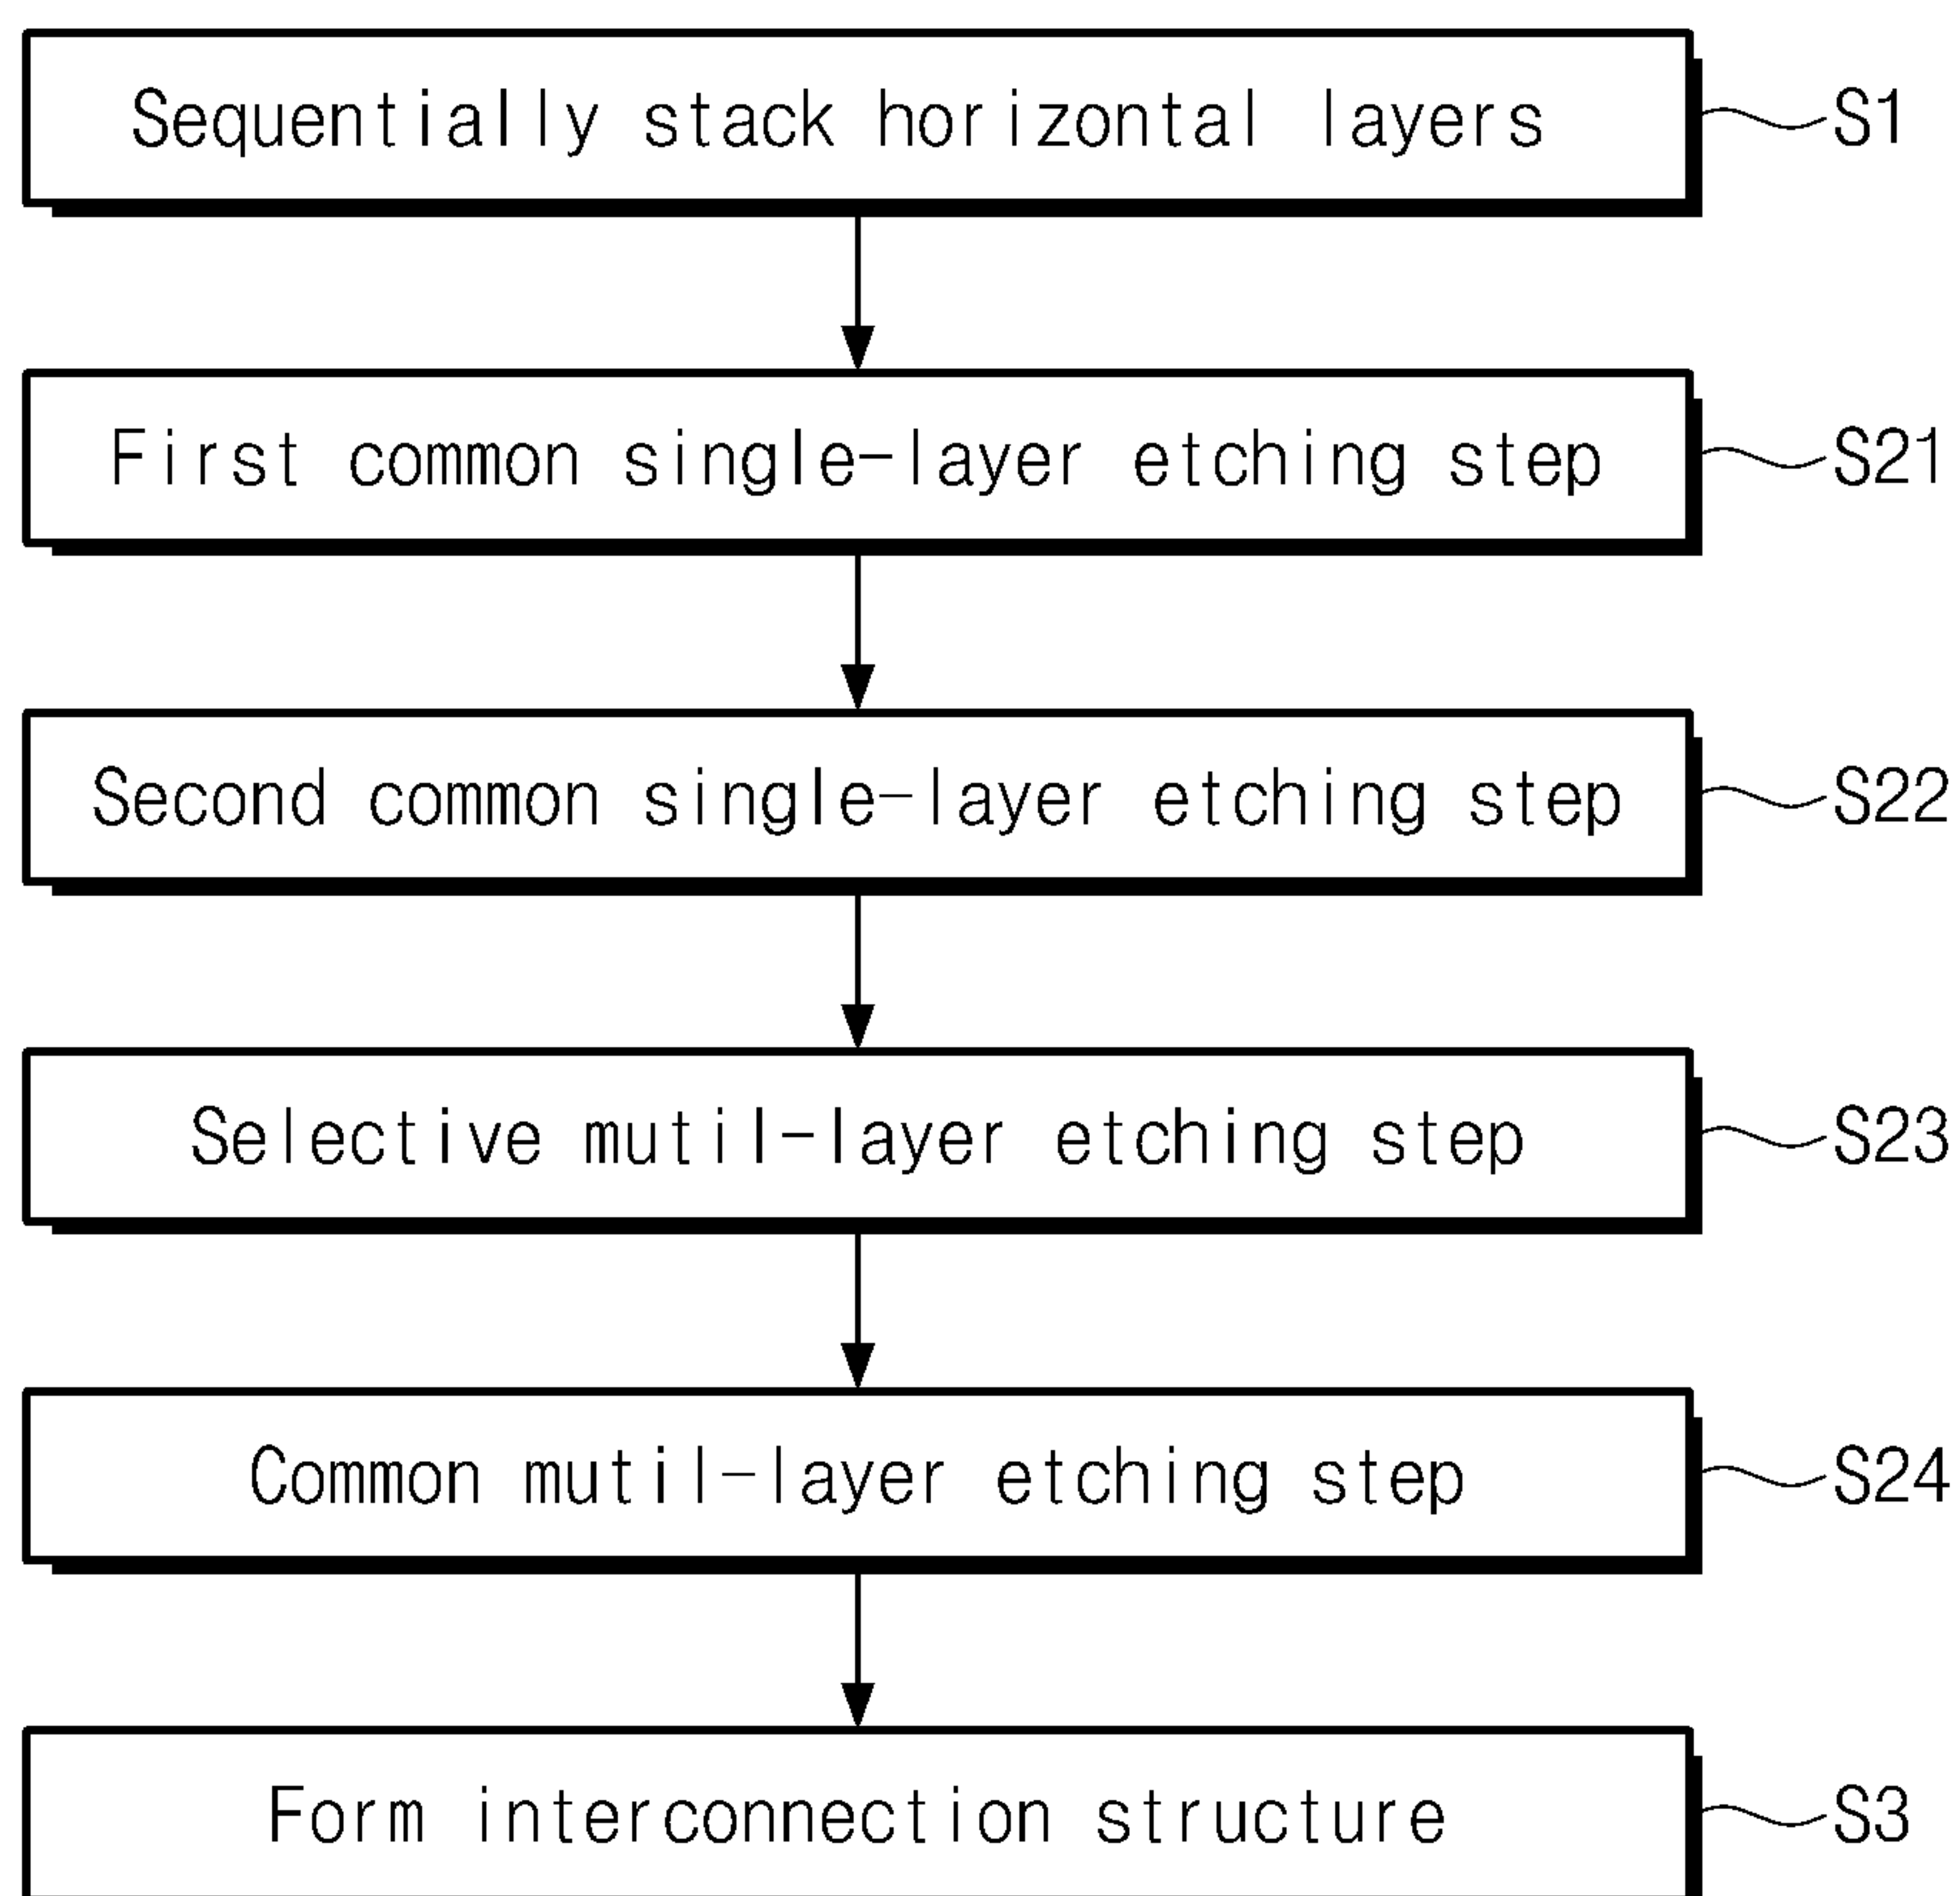 Sequentially stack horizontal layers S1
First common single-layer etching step S21
Second common single-layer etching step S22
Selective mutil-layer etching step S23
Common mutil-layer etching step S24
Form interconnection structure S3